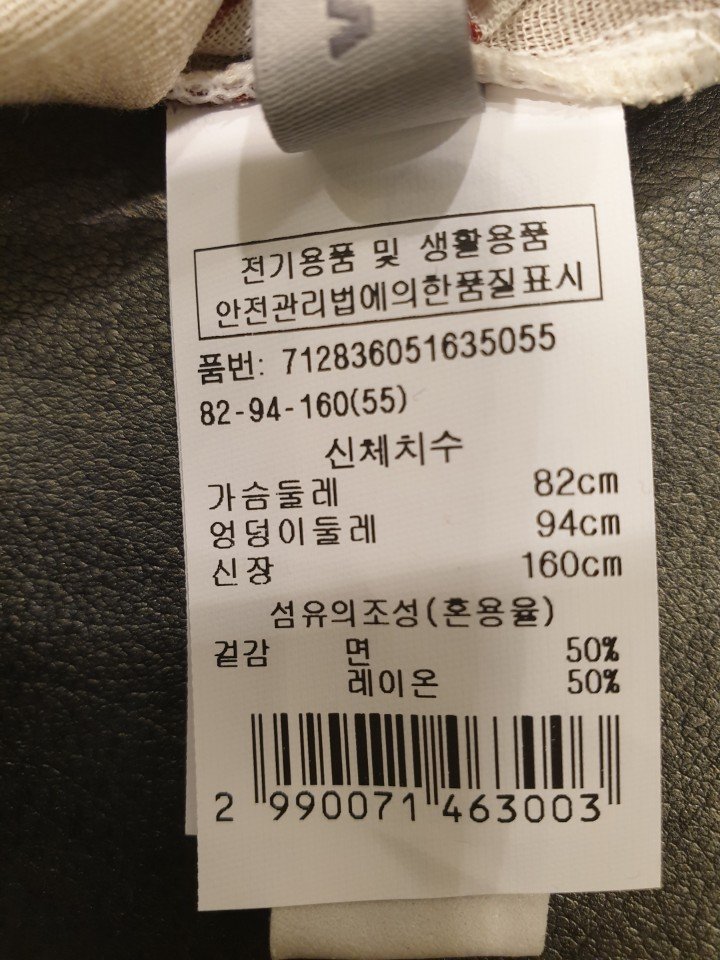 전기용품 및 생활용품
안전관리법에의한품질표시
품번: 712836051635055
82-94-160(55)
신체치수
가슴둘레 82cm
엉덩이둘레 94cm
신장 160cm
섬유의조성(혼용율)
겉감 면 50%
레이온 50%
2 990071 463003